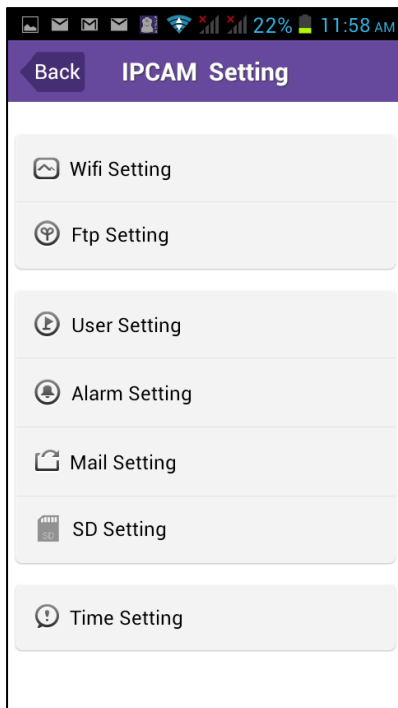 22% 11:58 AM
Back IPCAM Setting
Wifi Setting
Ftp Setting
User Setting
Alarm Setting
Mail Setting
SD
SD Setting
Time Setting